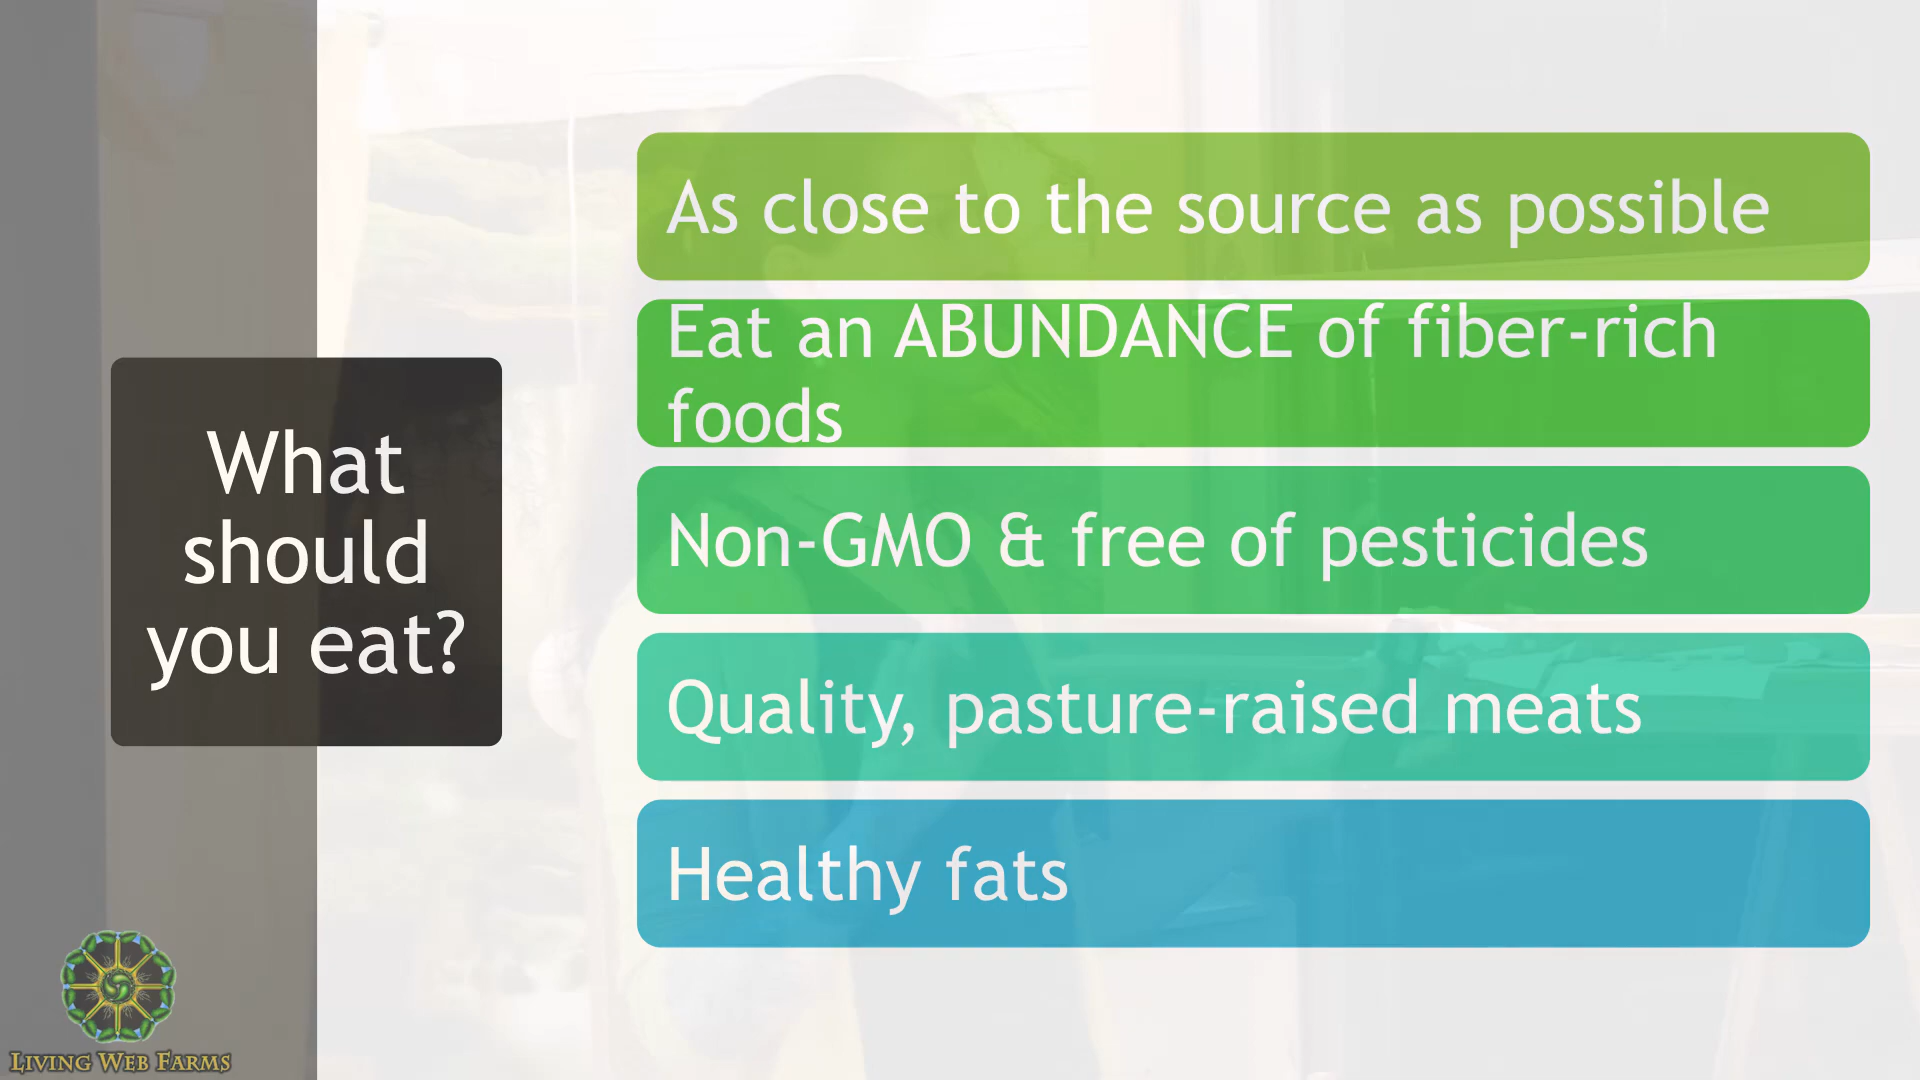 What
should
you eat?
As close to the source as possible
Eat an ABUNDANCE of fiber-rich
foods
Non-GMO & free of pesticides
Quality, pasture-raised meats
Healthy fats
LIVING WEB FARMS